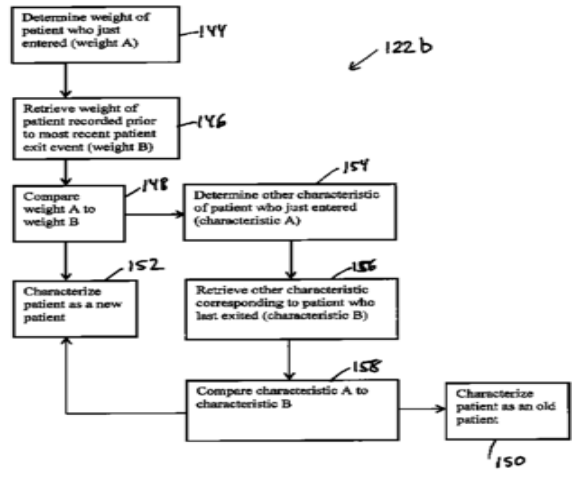 Determine weight of
patient who just
entered (weight A)
144
122b
Retrieve weight of
patient recorded prior
to most recent patient
exit event (weight B)
146
Compare
weight A to
weight B
148
Determine other characteristic
of patient who just entered
(characteristic A)
154
Characterize
patient as a new
patient
152
Retrieve other characteristic
corresponding to patient who
last exited (characteristic B)
156
Compare characteristic A to
characteristic B
158
Characterize
patient as an old
patient
150